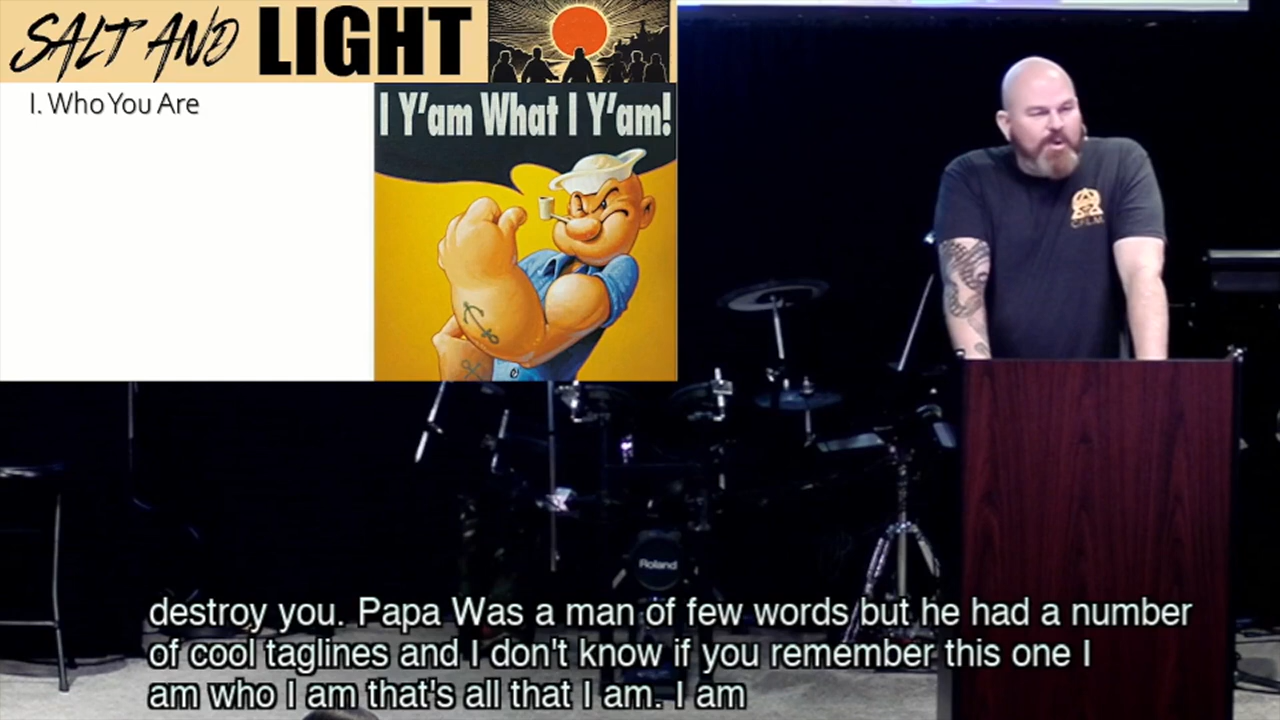 SALT AND LIGHT
I. Who You Are
I Y'am What I Y'am!
Roland
destroy you. Papa Was a man of few words but he had a number
of cool taglines and I don't know if you remember this one I
am who I am that's all that I am. I am